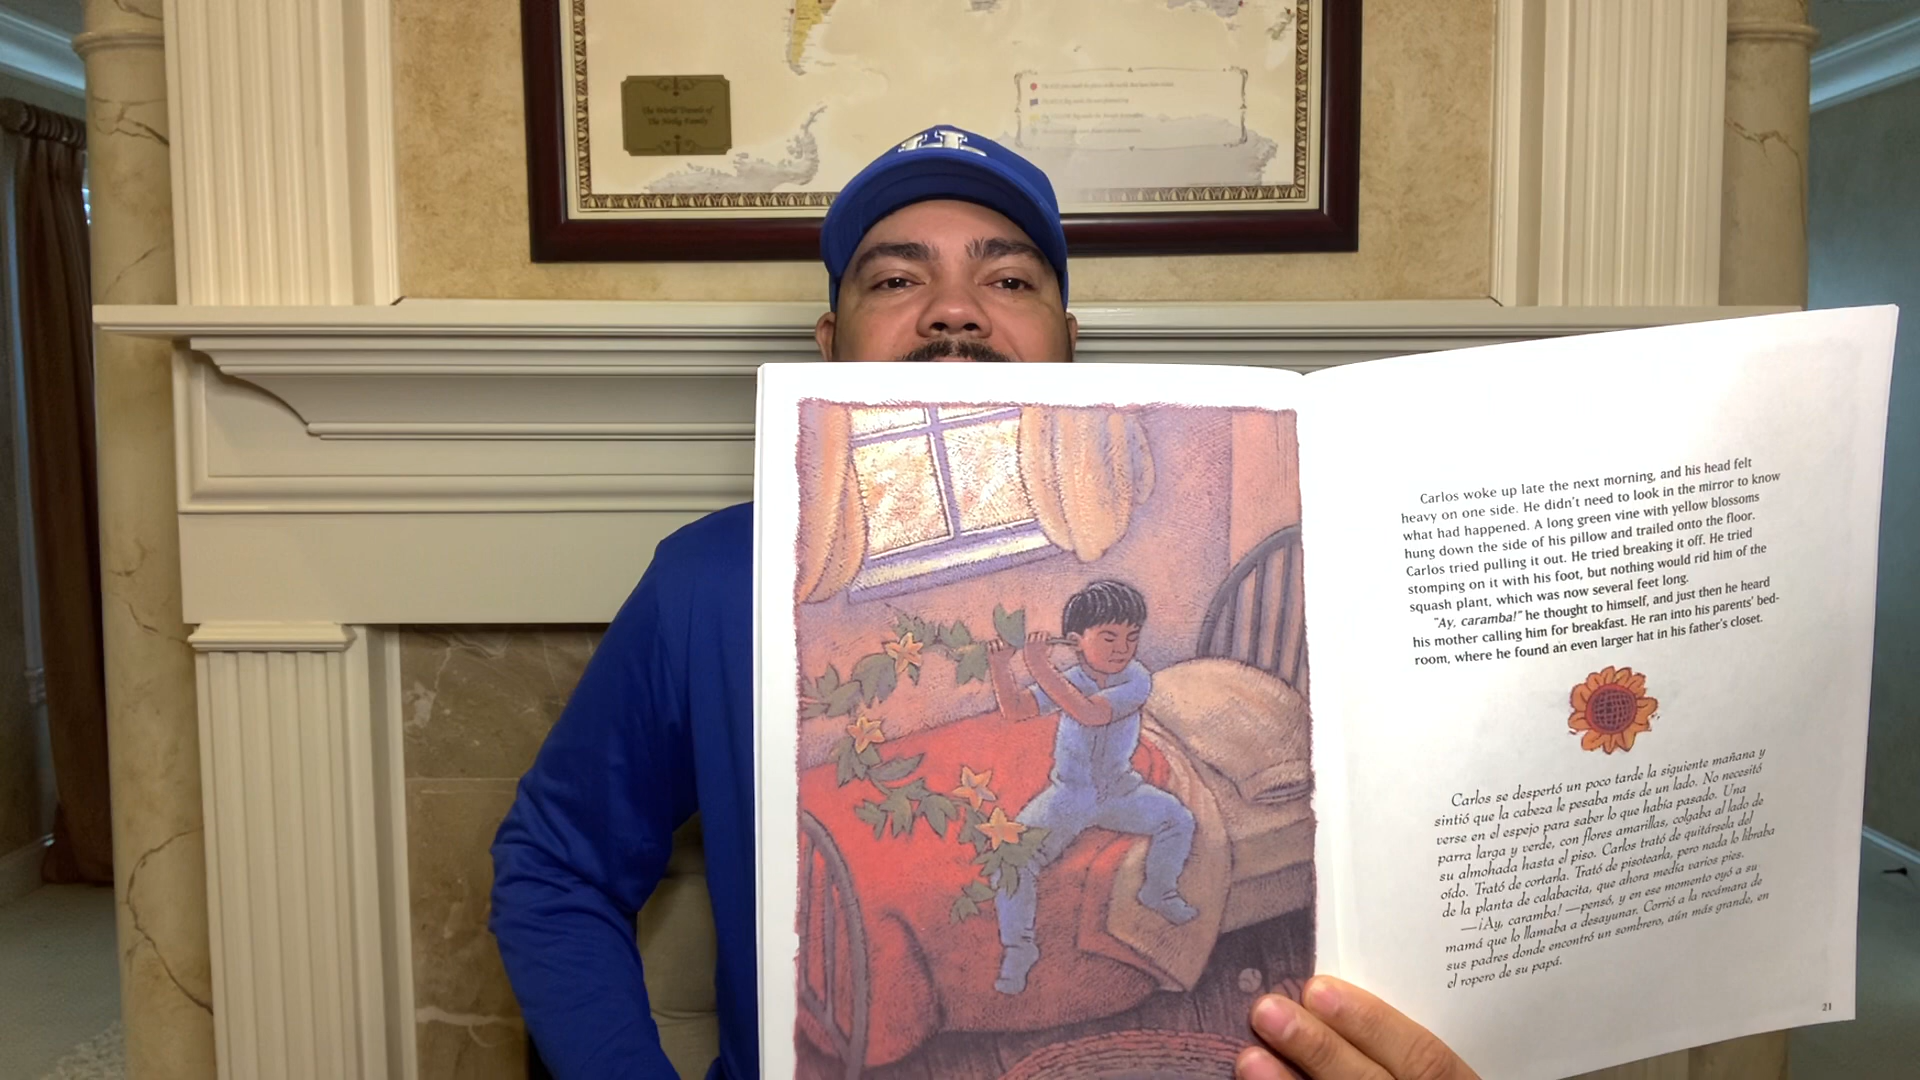 The World Travels of
The Neely Family
Carlos woke up late the next morning, and his head felt
heavy on one side. He didn't need to look in the mirror to know
what had happened. A long green vine with yellow blossoms
hung down the side of his pillow and trailed onto the floor.
Carlos tried pulling it out. He tried breaking it off. He tried
stomping on it with his foot, but nothing would rid him of the
squash plant, which was now several feet long.
"Ay, caramba!" he thought to himself, and just then he heard
his mother calling him for breakfast. He ran into his parents' bed-
room, where he found an even larger hat in his father's closet.
Carlos se despertó un poco tarde la siguiente mañana y
sintió que la cabeza le pesaba más de un lado. No necesitó
verse en el espejo para saber lo que había pasado. Una
parra larga y verde, con flores amarillas, colgaba al lado de
su almohada hasta el piso. Carlos trató de quitársela del
oído. Trató de cortarla. Trató de pisotearla, pero nada lo libraba
de la planta de calabacita, que ahora medía varios pies.
—¡Ay, caramba! —pensó, y en ese momento oyó a su
mamá que lo llamaba a desayunar. Corrió a la recámara de
sus padres donde encontró un sombrero, aún más grande, en
el ropero de su papá.
21